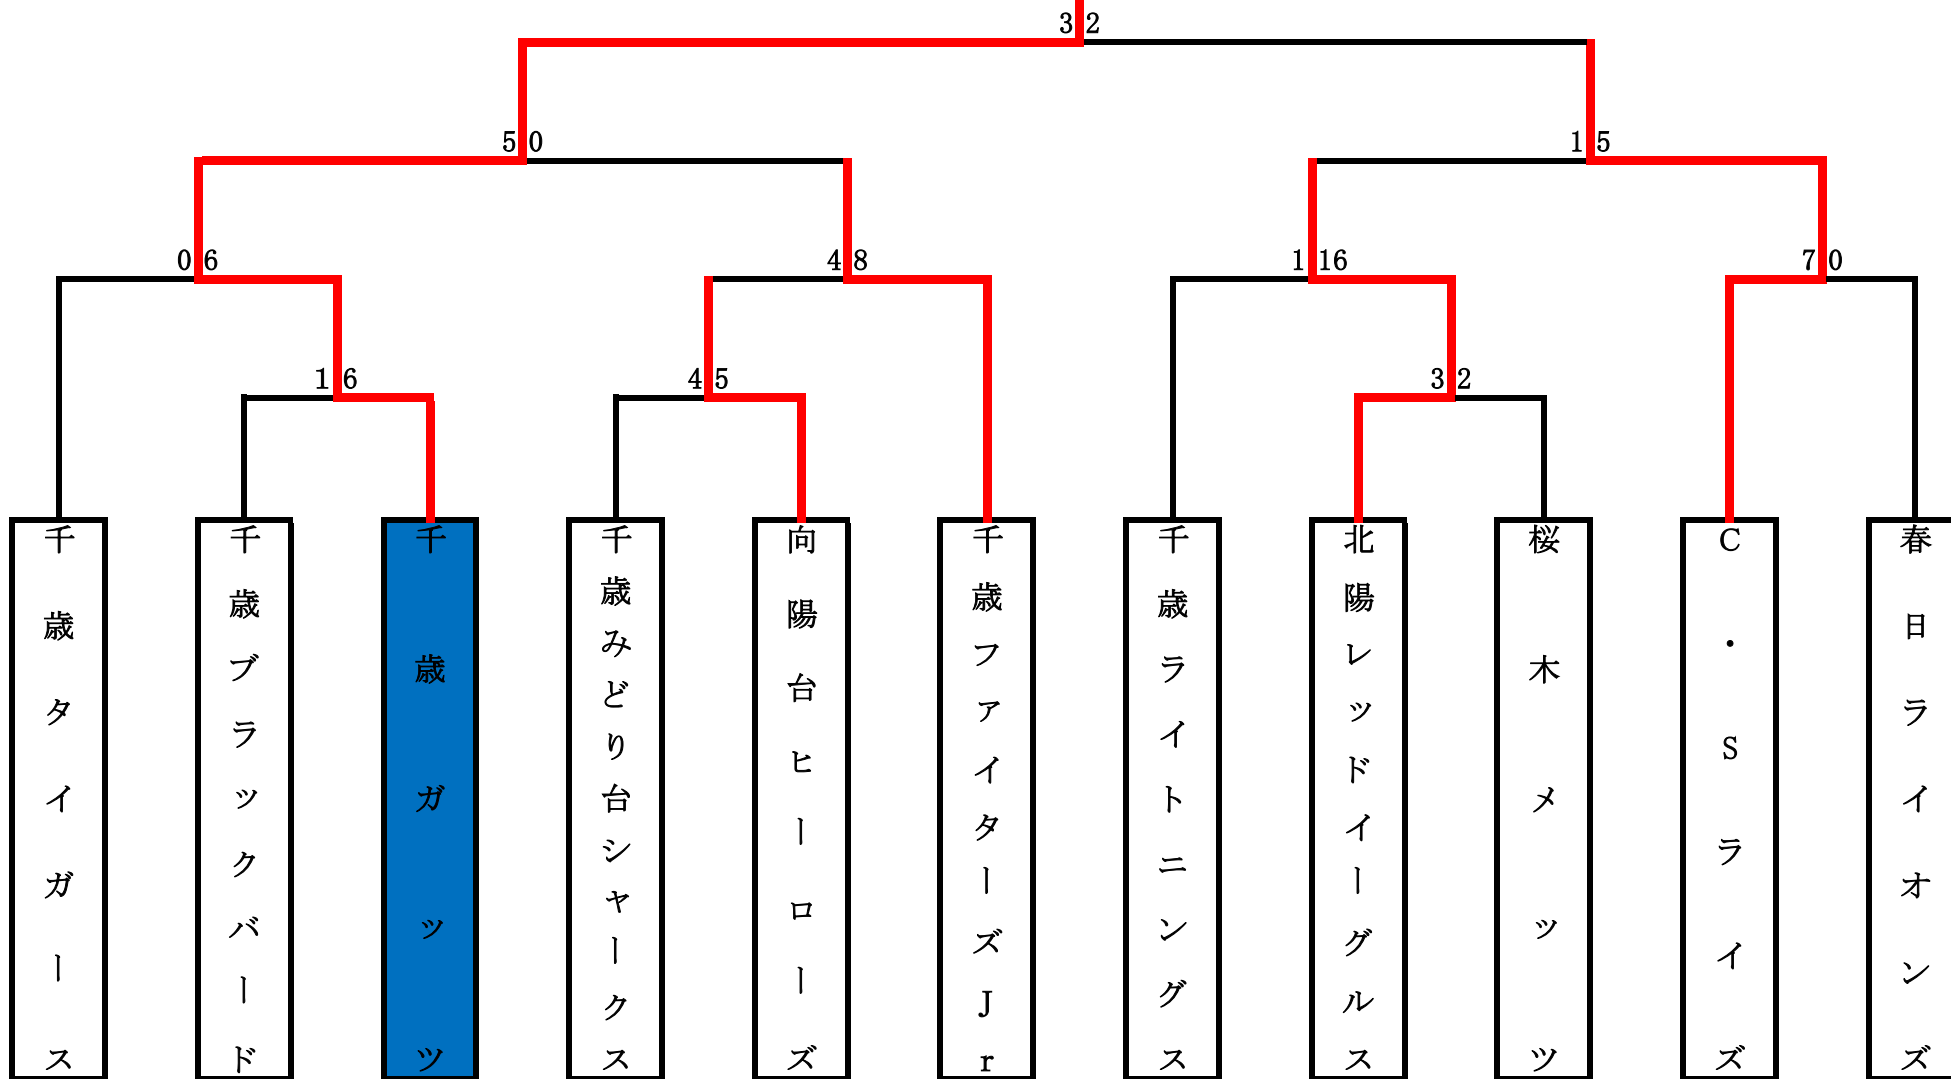 3 2
5 0
1 5
0 6
4 8
1 16
7 0
1 6
4 5
3 2
千歳タイガース
千歳ブラックバード
千歳ガッツ
千歳みどり台シャークス
向陽台ヒーローズ
千歳ファイターズJr
千歳ライトニングス
北陽レッドイーグルス
桜木メッツ
C・Sライズ
春日ライオンズ